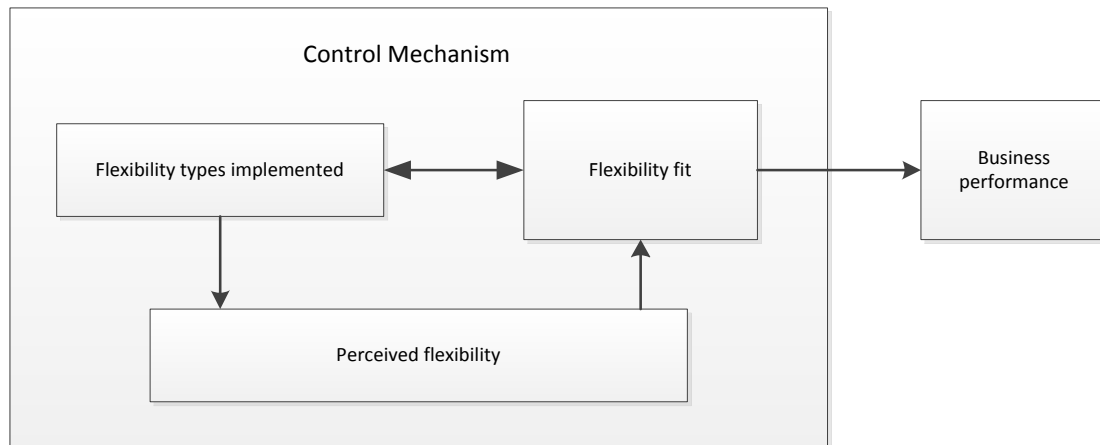 Control Mechanism
Flexibility types implemented
Flexibility fit
Business
performance
Perceived flexibility